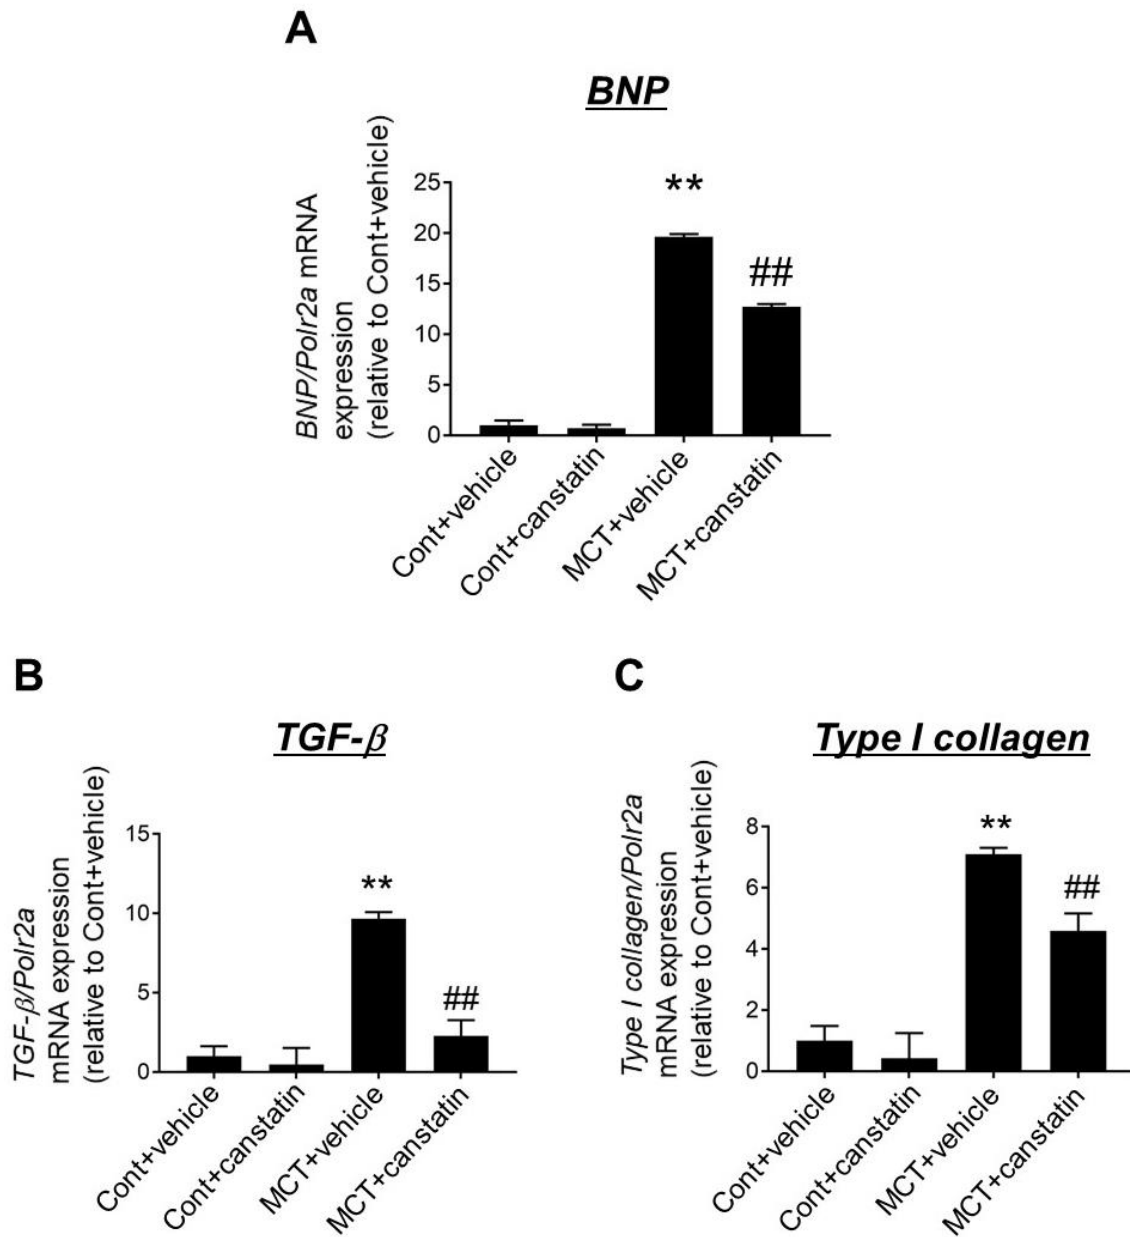 A
BNP
BNP/Polr2a mRNA
expression
(relative to Cont+vehicle)
25
20
15
10
5
0
**
##
Cont+vehicle
Cont+canstatin
MCT+vehicle
MCT+canstatin
B
TGF-β
TGF-β/Polr2a
mRNA expression
(relative to Cont+vehicle)
15
10
5
0
**
##
Cont+vehicle
Cont+canstatin
MCT+vehicle
MCT+canstatin
C
Type I collagen
Type I collagen/Polr2a
mRNA expression
(relative to Cont+vehicle)
8
6
4
2
0
**
##
Cont+vehicle
Cont+canstatin
MCT+vehicle
MCT+canstatin